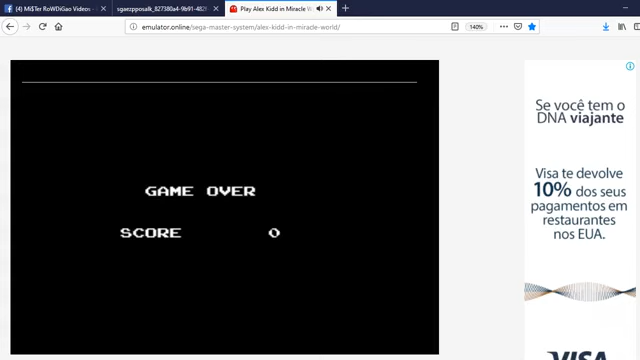 (4) MiSTer RoWDiGao Videos -
sgaezpposalk_827380a4-9b91-482f
Play Alex Kidd in Miracle W
emulator.online/sega-master-system/alex-kidd-in-miracle-world/
140%
GAME OVER
SCORE 0
Se você tem o
DNA viajante
Visa te devolve
10% dos seus
pagamentos em
restaurantes
nos EUA.
VISA